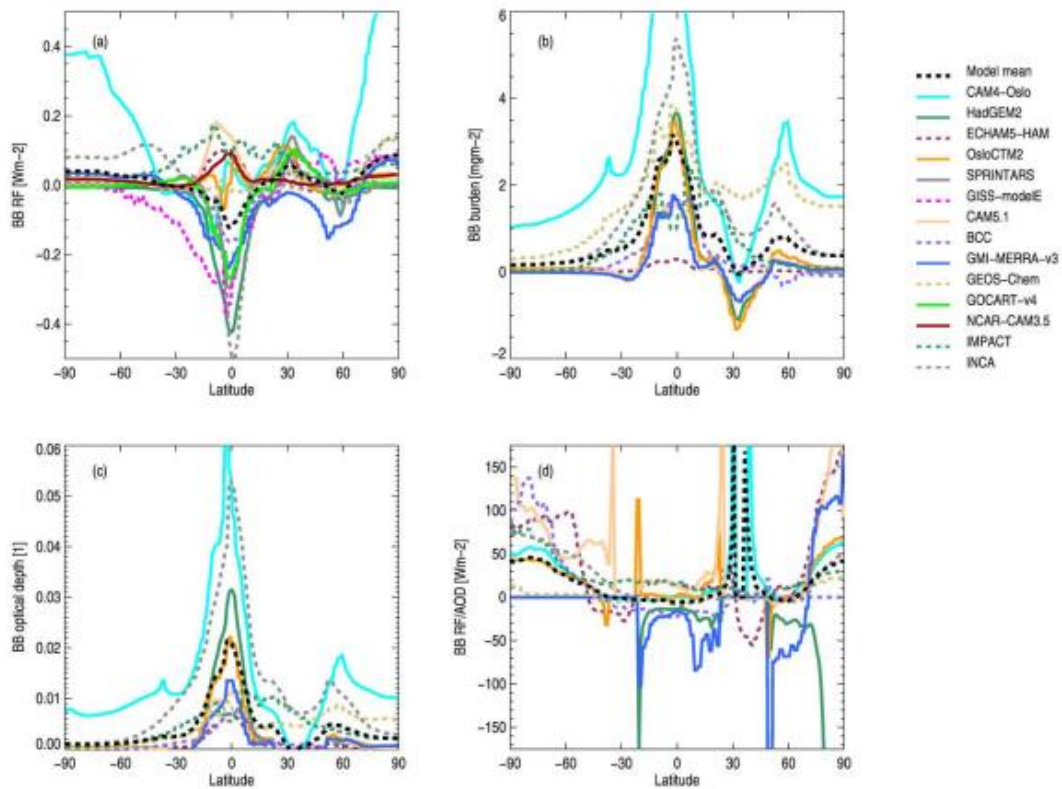 (a)
BB RF [Wm-2]
0.4
0.2
0.0
-0.2
-0.4
-90 -60 -30 0 30 60 90
Latitude
(b)
BB burden [mgm-2]
6
4
2
0
-2
-90 -60 -30 0 30 60 90
Latitude
Model mean
CAM4-Oslo
HadGEM2
ECHAM5-HAM
OsloCTM2
SPRINTARS
GISS-modelE
CAM5.1
BCC
GMI-MERRA-v3
GEOS-Chem
GOCART-v4
NCAR-CAM3.5
IMPACT
INCA
(c)
BB optical depth [1]
0.06
0.05
0.04
0.03
0.02
0.01
0.00
-90 -60 -30 0 30 60 90
Latitude
(d)
BB RF/AOD [Wm-2]
150
100
50
0
-50
-100
-150
-90 -60 -30 0 30 60 90
Latitude